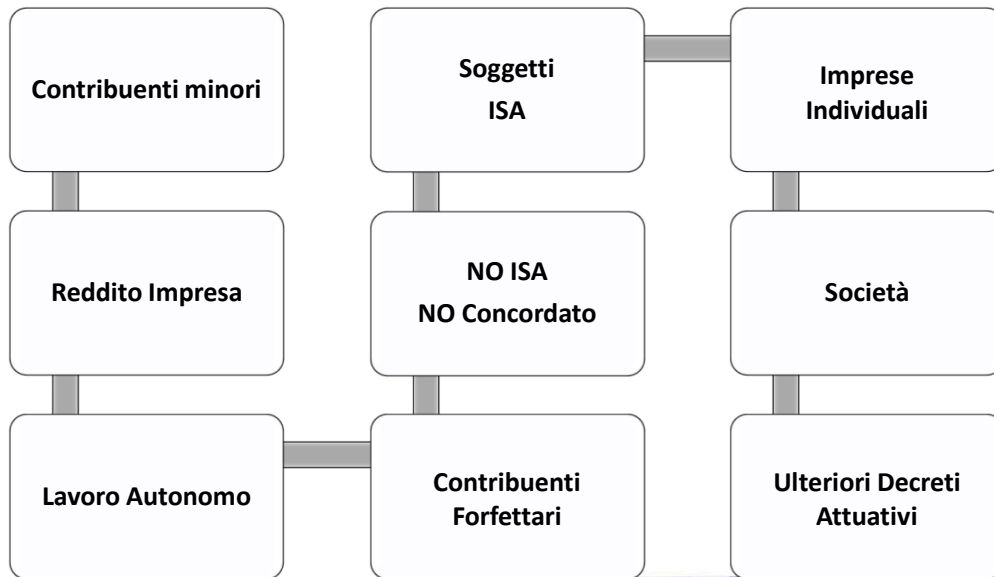 Contribuenti minori
Reddito Impresa
Lavoro Autonomo
Contribuenti
Forfettari
NO ISA
NO Concordato
Soggetti
ISA
Imprese
Individuali
Società
Ulteriori Decreti
Attuativi